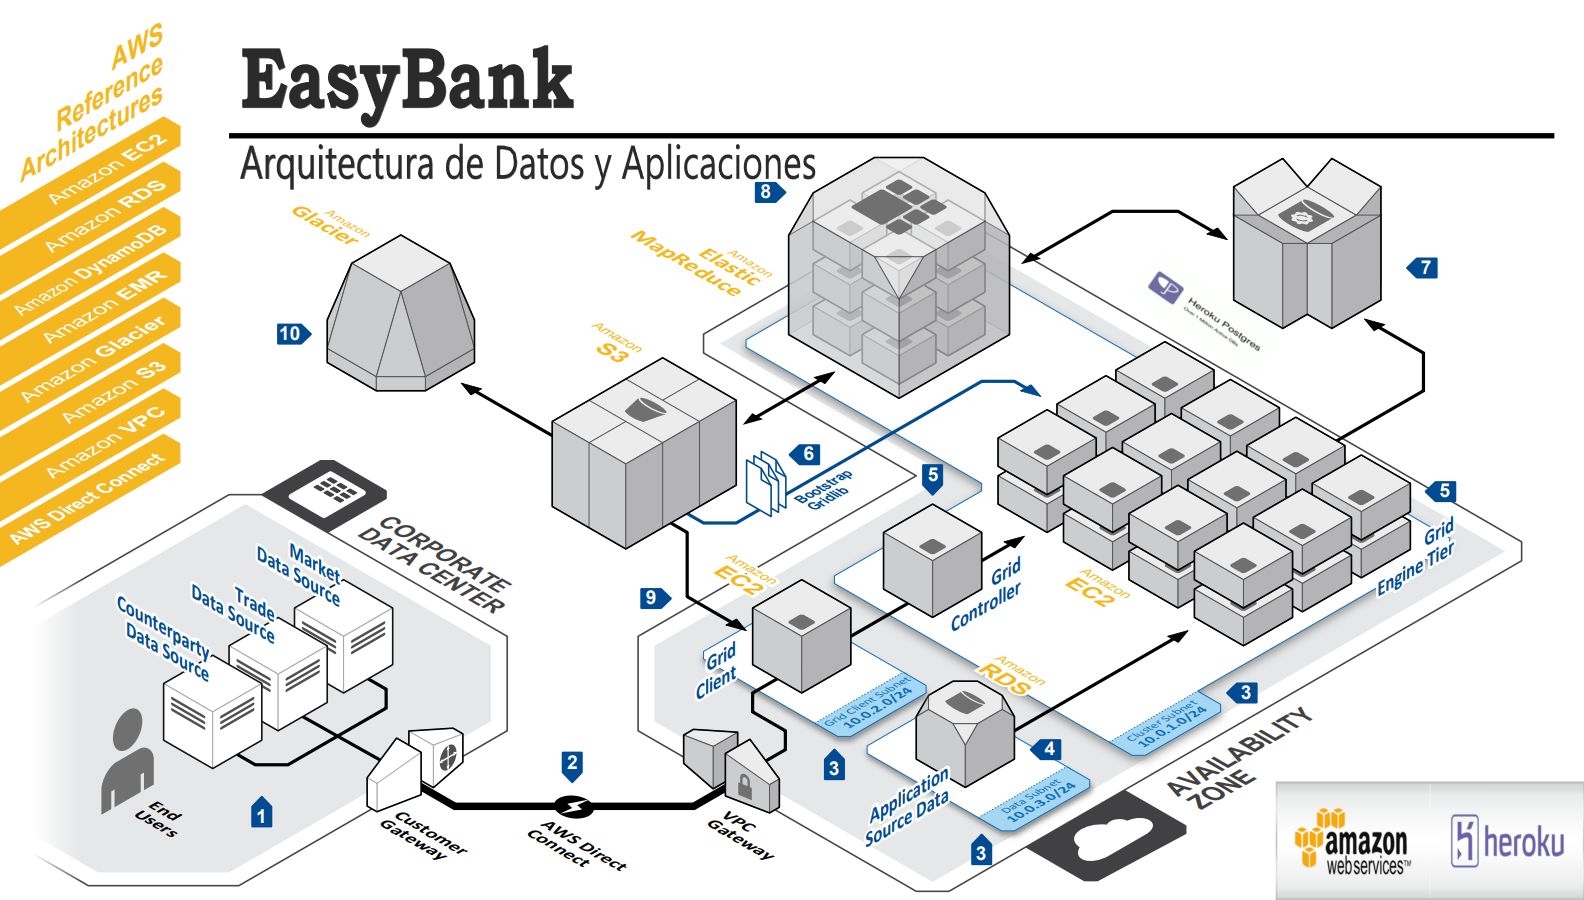 AWS
Reference
Architectures
Amazon EC2
Amazon RDS
Amazon DynamoDB
Amazon EMR
Amazon Glacier
Amazon S3
Amazon VPC
AWS Direct Connect
EasyBank
Arquitectura de Datos y Aplicaciones
8
Amazon
Glacier
10
Amazon
Elastic
MapReduce
7
Heroku Postgres
Amazon
S3
6
Bootstrap
Gridlib
5
5
Grid
Engine Tier
CORPORATE
DATA CENTER
Market
Data Source
Trade
Data Source
Counterparty
Data Source
End
Users
1
Customer
Gateway
2
AWS Direct
Connect
VPC
Gateway
9
Amazon
EC2
Grid
Client
Grid
Controller
Amazon
EC2
Amazon
RDS
Grid Client Subnet
10.0.2.0/24
3
Cluster Subnet
10.0.1.0/24
3
4
Application
Source Data
Data Subnet
10.0.3.0/24
3
AVAILABILITY
ZONE
amazon
webservices™
heroku